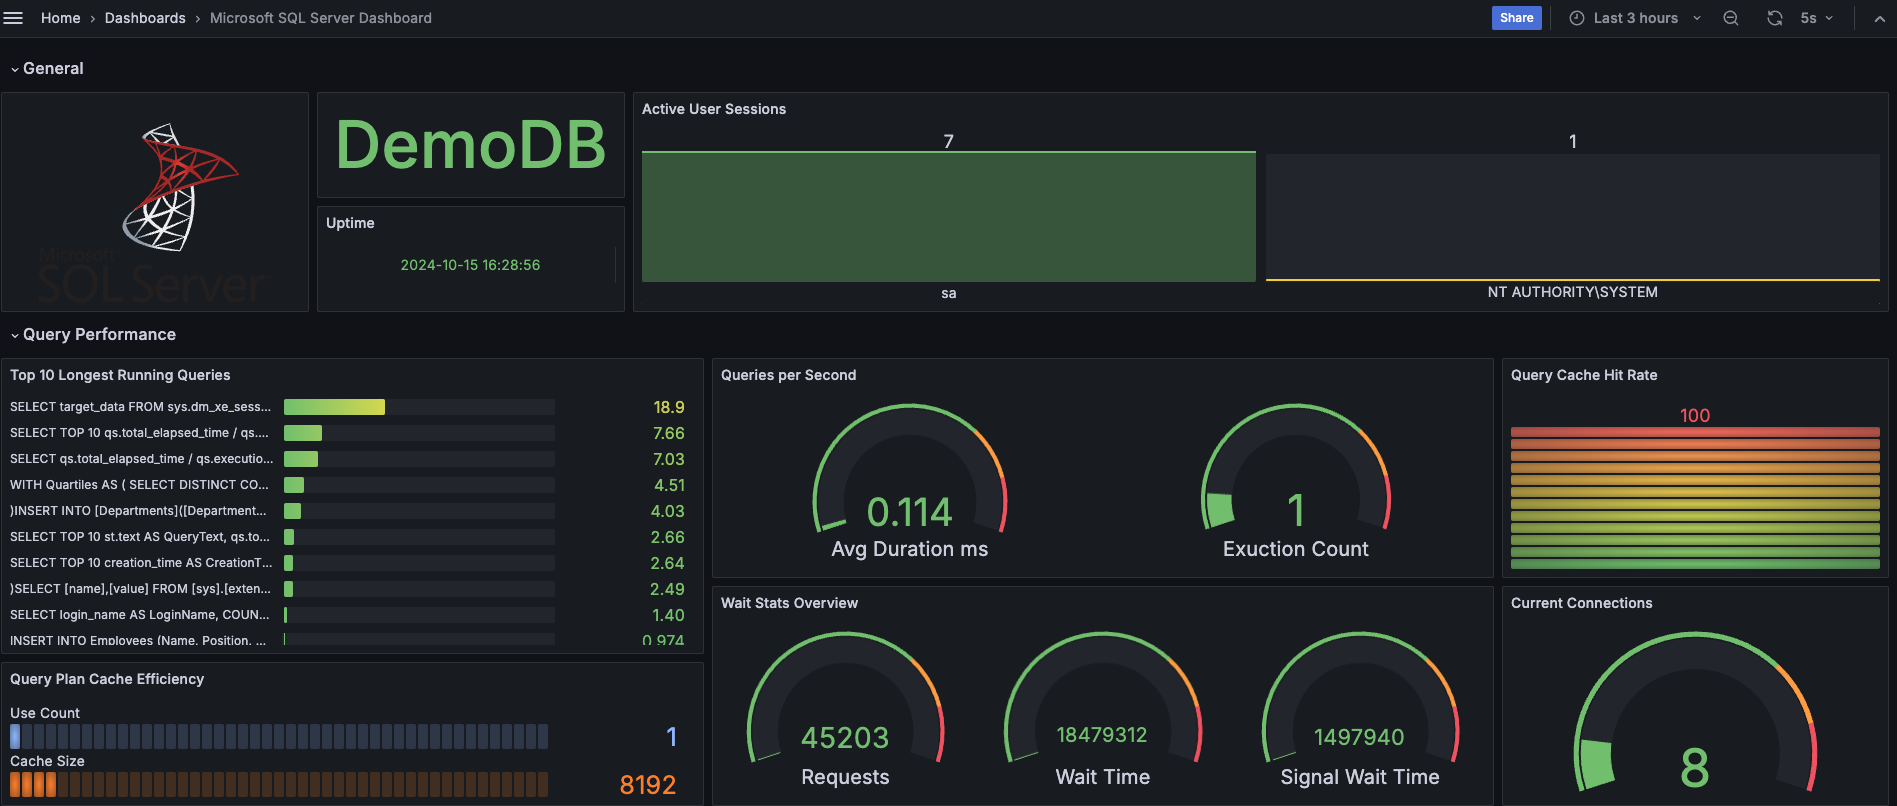 Home › Dashboards › Microsoft SQL Server Dashboard
Share
Last 3 hours
5s
General
Microsoft
SQL Server
DemoDB
Uptime
2024-10-15 16:28:56
Active User Sessions
7
1
sa
NT AUTHORITY\SYSTEM
Query Performance
Top 10 Longest Running Queries
SELECT target_data FROM sys.dm_xe_sess... 18.9
SELECT TOP 10 qs.total_elapsed_time / qs.... 7.66
SELECT qs.total_elapsed_time / qs.executio... 7.03
WITH Quartiles AS ( SELECT DISTINCT CO... 4.51
)INSERT INTO [Departments]([Department... 4.03
SELECT TOP 10 st.text AS QueryText, qs.to... 2.66
SELECT TOP 10 creation_time AS CreationT... 2.64
)SELECT [name],[value] FROM [sys].[exten... 2.49
SELECT login_name AS LoginName, COUN... 1.40
INSERT INTO Employees (Name, Position, ... 0.974
Query Plan Cache Efficiency
Use Count
1
Cache Size
8192
Queries per Second
0.114
Avg Duration ms
1
Exuction Count
Query Cache Hit Rate
100
Wait Stats Overview
45203
Requests
18479312
Wait Time
1497940
Signal Wait Time
Current Connections
8